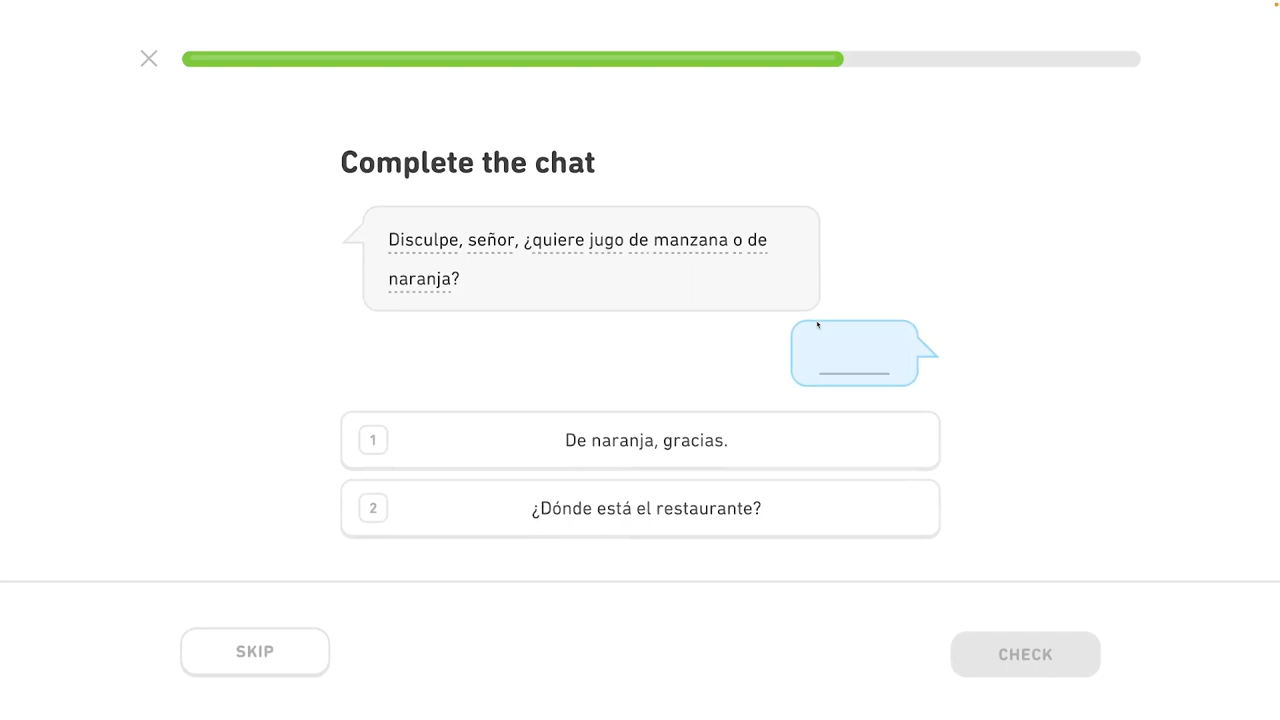 Complete the chat
Disculpe, señor, ¿quiere jugo de manzana o de
naranja?
1 De naranja, gracias.
2 ¿Dónde está el restaurante?
SKIP
CHECK